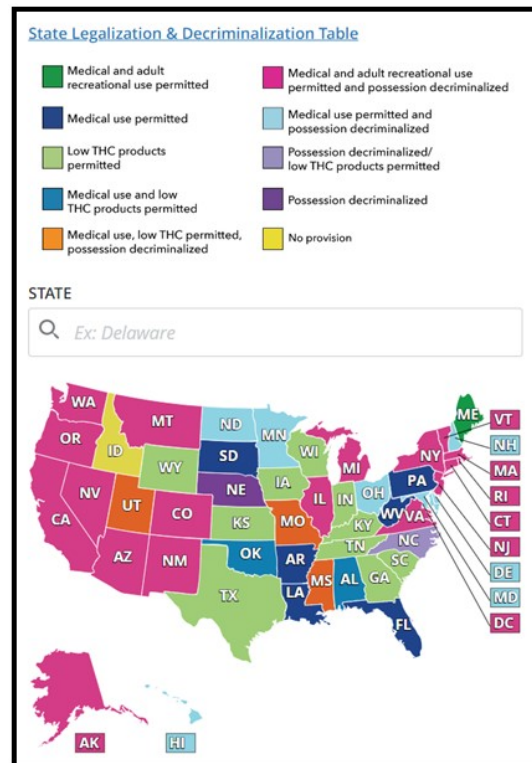 State Legalization & Decriminalization Table
Medical and adult
recreational use permitted
Medical use permitted
Low THC products
permitted
Medical use and low
THC products permitted
Medical use, low THC permitted,
possession decriminalized
Medical and adult recreational use
permitted and possession decriminalized
Medical use permitted and
possession decriminalized
Possession decriminalized/
low THC products permitted
Possession decriminalized
No provision
STATE
Ex: Delaware
WA
MT
ND
MN
ME
VT
OR
ID
WY
SD
WI
MI
NY
NH
MA
NV
UT
CO
NE
IA
IL
IN
OH
PA
RI
CA
KS
MO
KY
WV
VA
CT
AZ
NM
OK
AR
TN
NC
NJ
TX
LA
MS
AL
GA
SC
DE
FL
MD
DC
AK
HI